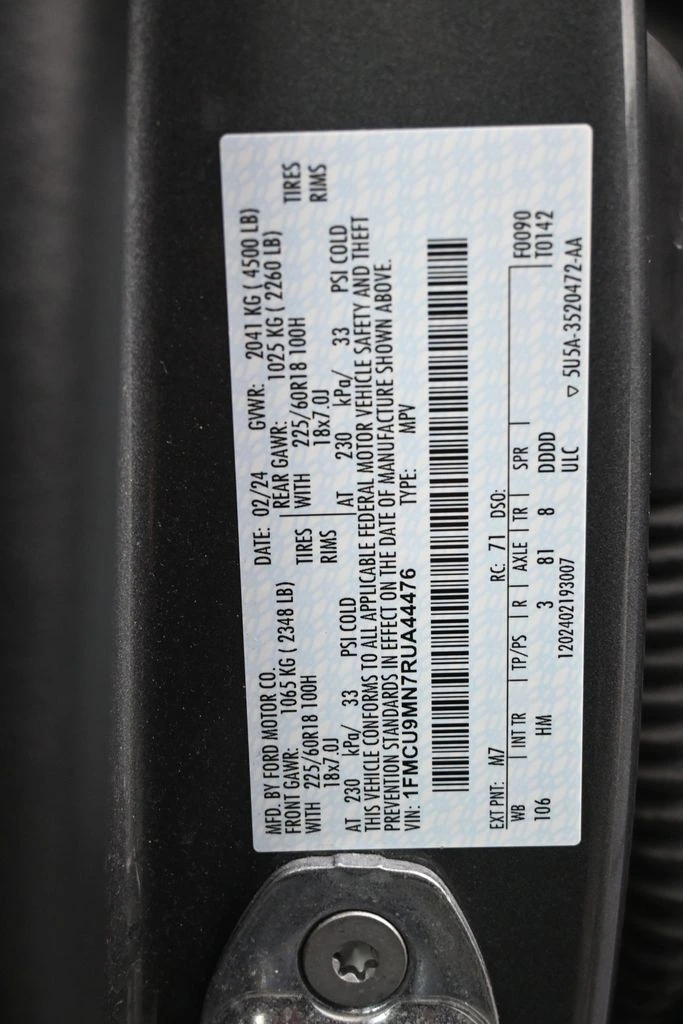 MFD. BY FORD MOTOR CO. DATE: 02/24 GVWR: 2041 KG ( 4500 LB)
FRONT GAWR: 1065 KG ( 2348 LB) REAR GAWR: 1025 KG ( 2260 LB)
WITH 225/60R18 100H TIRES WITH 225/60R18 100H TIRES
18x7.0J RIMS 18x7.0J RIMS
AT 230 kPa/ 33 PSI COLD AT 230 kPa/ 33 PSI COLD
THIS VEHICLE CONFORMS TO ALL APPLICABLE FEDERAL MOTOR VEHICLE SAFETY AND THEFT
PREVENTION STANDARDS IN EFFECT ON THE DATE OF MANUFACTURE SHOWN ABOVE.
VIN: 1FMCU9MN7RUA44476 TYPE: MPV
EXT PNT: M7 RC: 71 DSO:
WB INT TR TP/PS R AXLE TR SPR F0090
106 HM 3 81 8 DDDD T0142
1202402193007 ULC ▽ 5U5A-3520472-AA